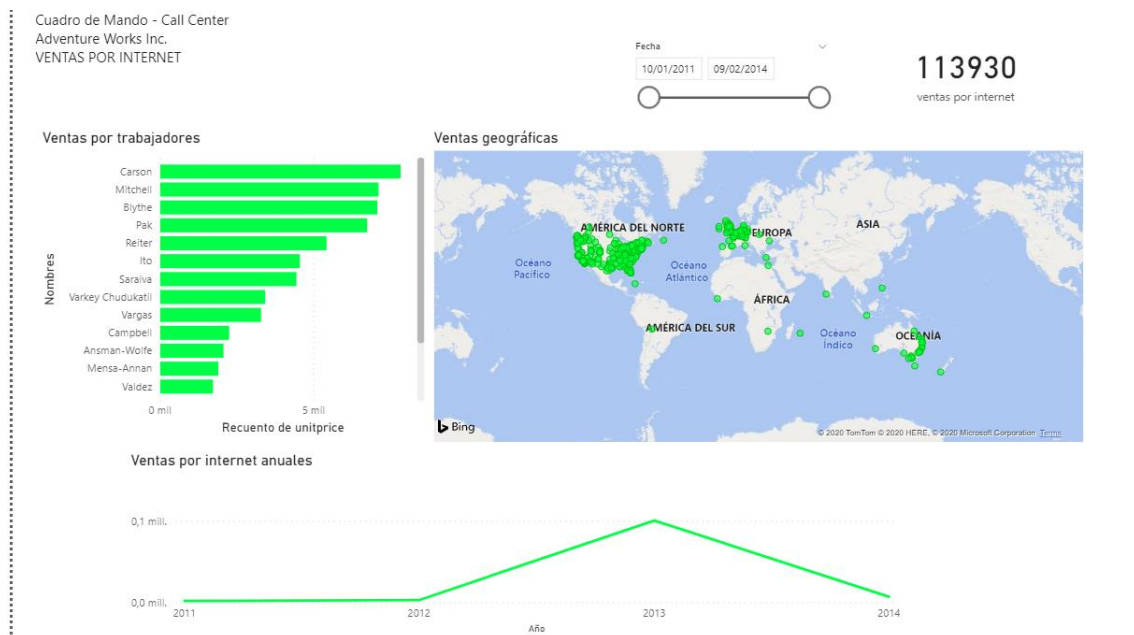 Cuadro de Mando - Call Center
Adventure Works Inc.
VENTAS POR INTERNET
Fecha
10/01/2011 09/02/2014
113930
ventas por internet
Ventas por trabajadores
Carson
Mitchell
Blythe
Pak
Reiter
Ito
Saraiva
Varkey Chudukatil
Vargas
Campbell
Ansman-Wolfe
Mensa-Annan
Valdez
Nombres
0 mil 5 mil
Recuento de unitprice
Ventas geográficas
AMÉRICA DEL NORTE
EUROPA
ASIA
Océano
Pacífico
Océano
Atlántico
ÁFRICA
AMÉRICA DEL SUR
Océano
Índico
OCEANÍA
Bing
© 2020 TomTom © 2020 HERE, © 2020 Microsoft Corporation Terms
Ventas por internet anuales
0,1 mill.
0,0 mill.
2011 2012 2013 2014
Año